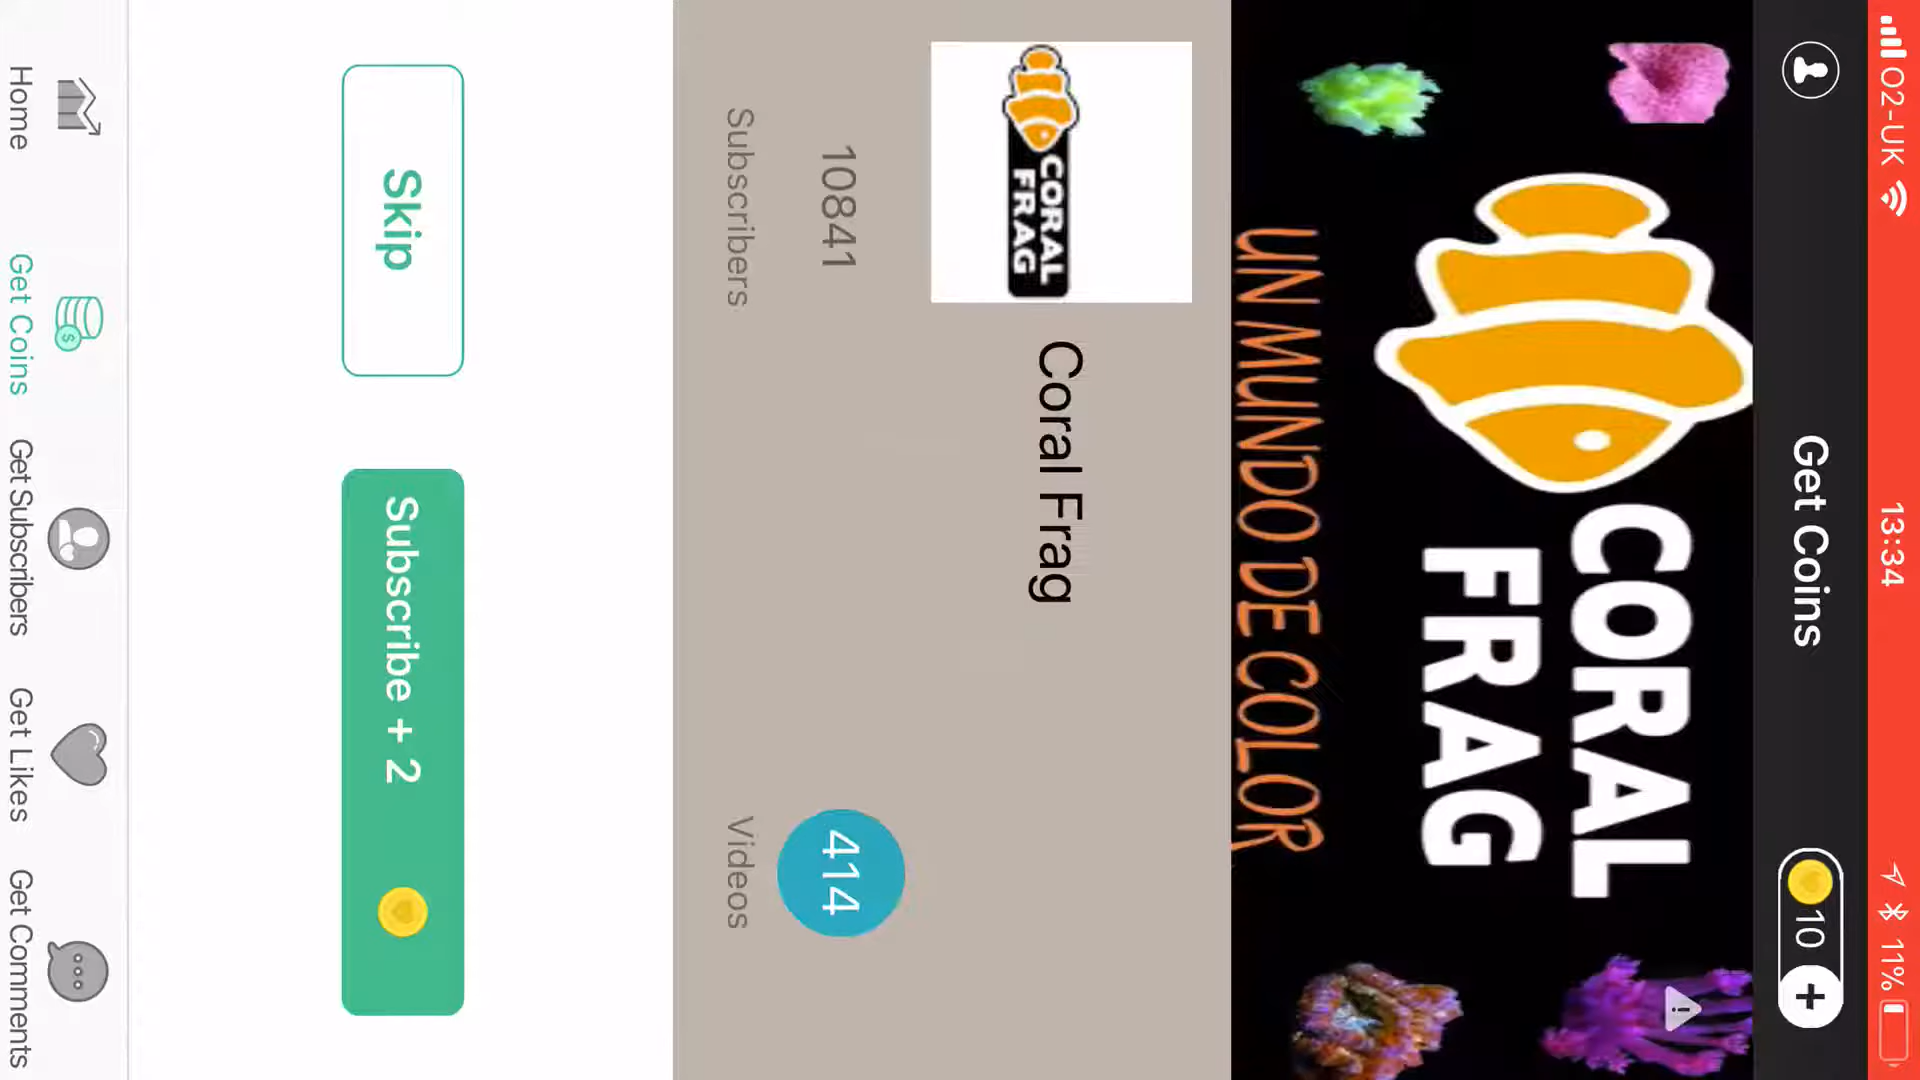 O2-UK 13:34 11%
Get Coins
10 +
CORAL
FRAG
UN MUNDO DE COLOR
CORAL
FRAG
Coral Frag
10841
414
Subscribers
Videos
Skip
Subscribe + 2
Home
Get Coins
Get Subscribers
Get Likes
Get Comments